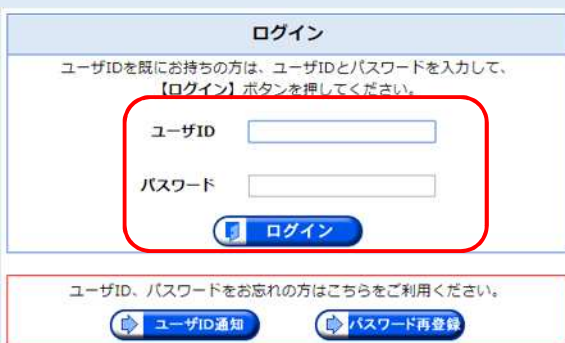 ログイン
ユーザIDを既にお持ちの方は、ユーザIDとパスワードを入力して、
【ログイン】ボタンを押してください。
ユーザID
パスワード
ログイン
ユーザID、パスワードをお忘れの方はこちらをご利用ください。
ユーザID通知 パスワード再登録